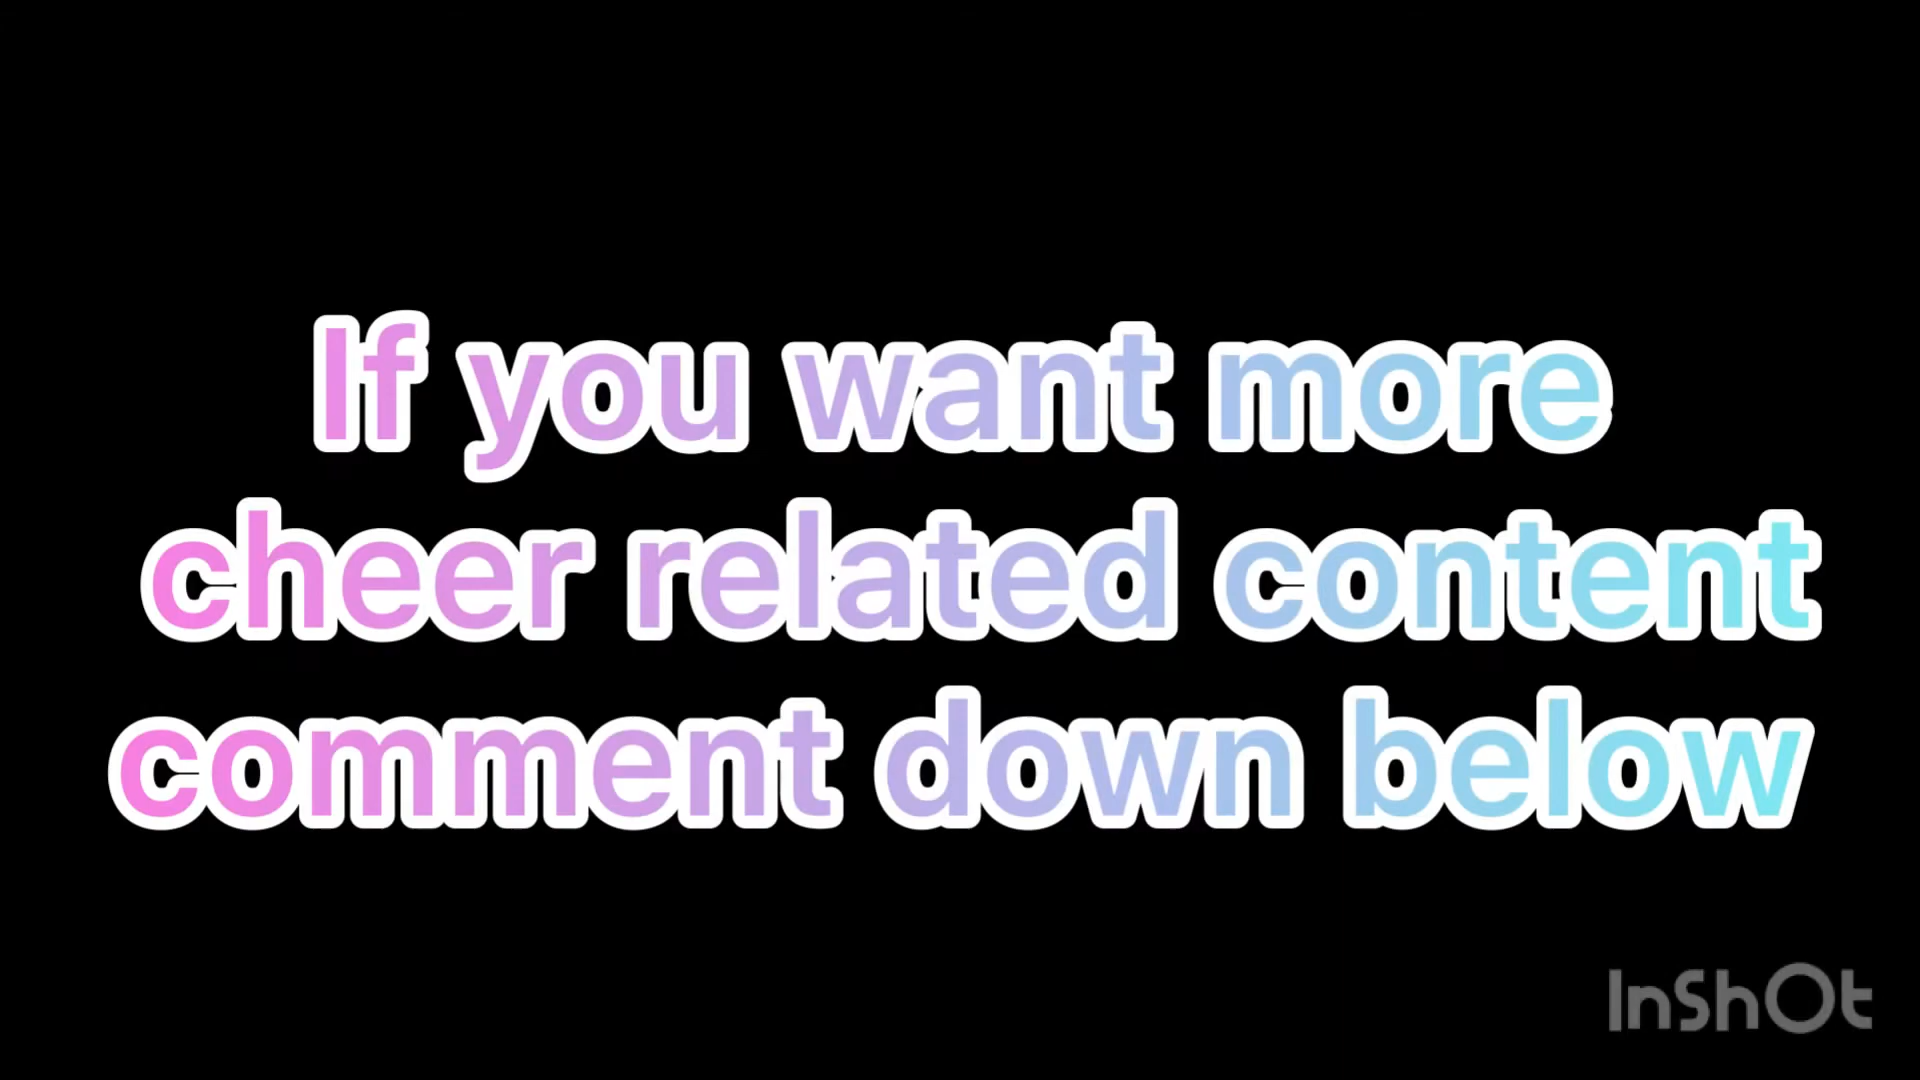 If you want more
cheer related content
comment down below
InShOt